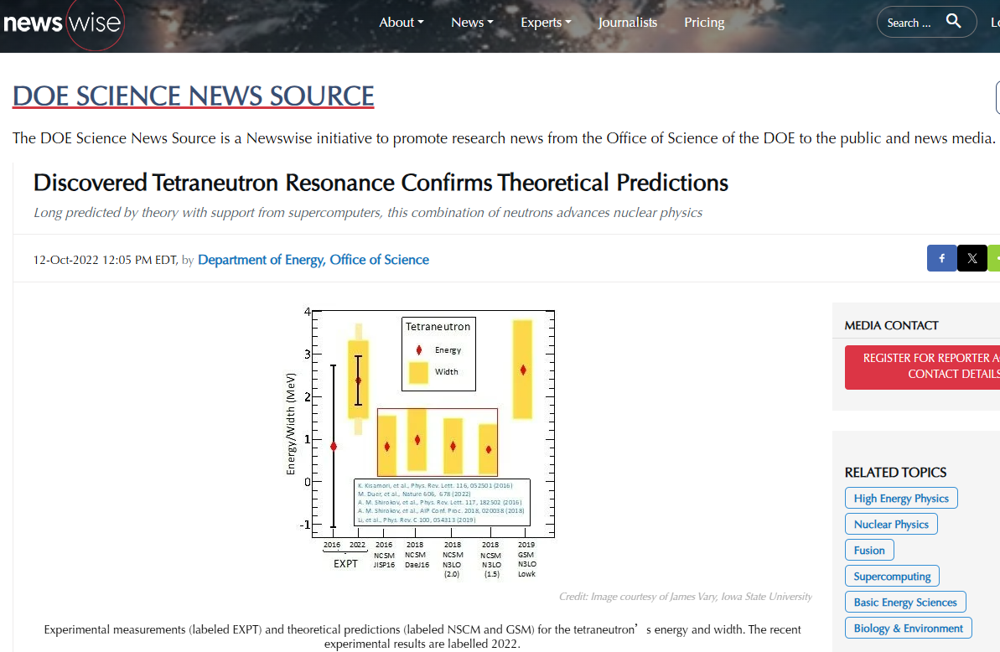 newswise
About News Experts Journalists Pricing Search ...
DOE SCIENCE NEWS SOURCE
The DOE Science News Source is a Newswise initiative to promote research news from the Office of Science of the DOE to the public and news media.
Discovered Tetraneutron Resonance Confirms Theoretical Predictions
Long predicted by theory with support from supercomputers, this combination of neutrons advances nuclear physics
12-Oct-2022 12:05 PM EDT, by Department of Energy, Office of Science
f X
4
3
2
1
0
-1
Energy/Width (MeV)
Tetraneutron
Energy
Width
K. Kisamori, et al., Phys. Rev. Lett. 116, 052501 (2016)
M. Duer, et al., Nature 606, 678 (2022)
A. M. Shirokov, et al., Phys. Rev. Lett. 117, 182502 (2016)
A. M. Shirokov, et al., AIP Conf. Proc. 2018, 020038 (2018)
Li, et al., Phys. Rev. C 100, 054313 (2019)
2016 2022 2016 2018 2018 2018 2019
EXPT
NCSM NCSM NCSM NCSM GSM
JISP16 DaeJ16 N3LO N3LO N3LO
(2.0) (1.5) Lowk
Credit: Image courtesy of James Vary, Iowa State University
Experimental measurements (labeled EXPT) and theoretical predictions (labeled NSCM and GSM) for the tetraneutron’ s energy and width. The recent
experimental results are labelled 2022.
MEDIA CONTACT
REGISTER FOR REPORTER
CONTACT DETAILS
RELATED TOPICS
High Energy Physics
Nuclear Physics
Fusion
Supercomputing
Basic Energy Sciences
Biology & Environment